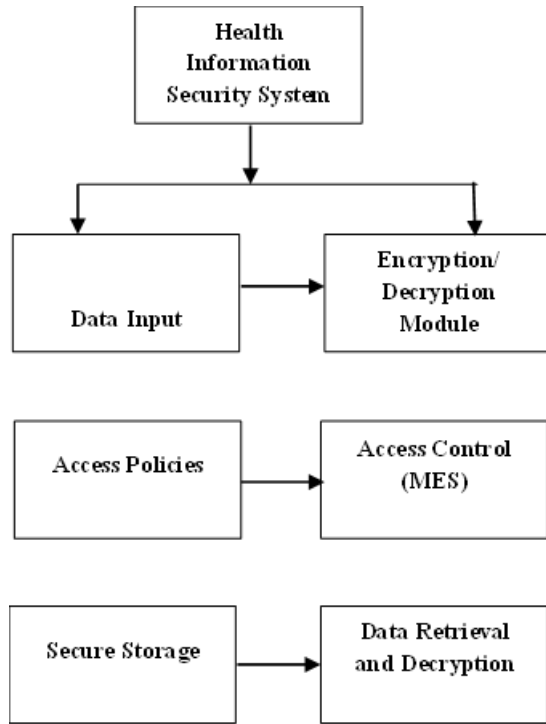 Health
Information
Security System
Data Input
Encryption/
Decryption
Module
Access Policies
Access Control
(MES)
Secure Storage
Data Retrieval
and Decryption